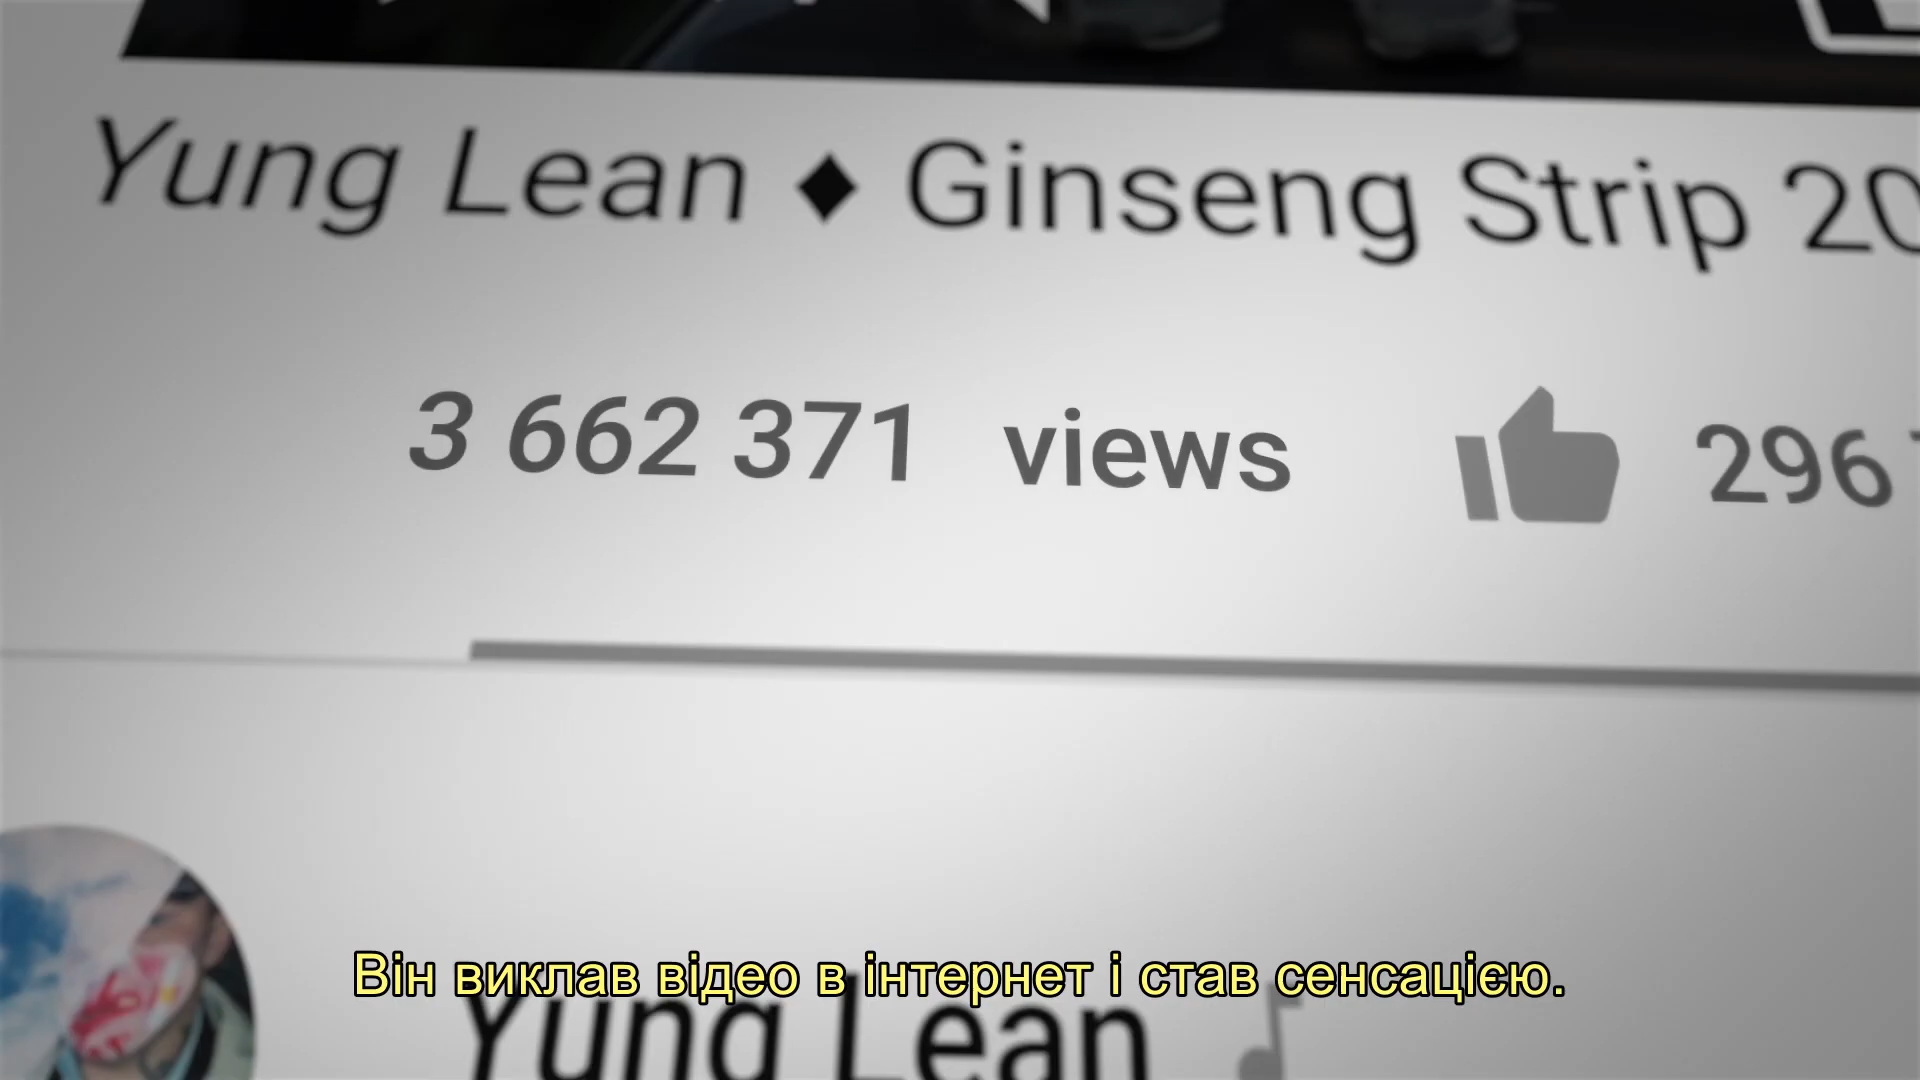 Yung Lean ♦ Ginseng Strip 20
3 662 371 views 296
Він виклав відео в інтернет і став сенсацією.
Yung Lean ♪